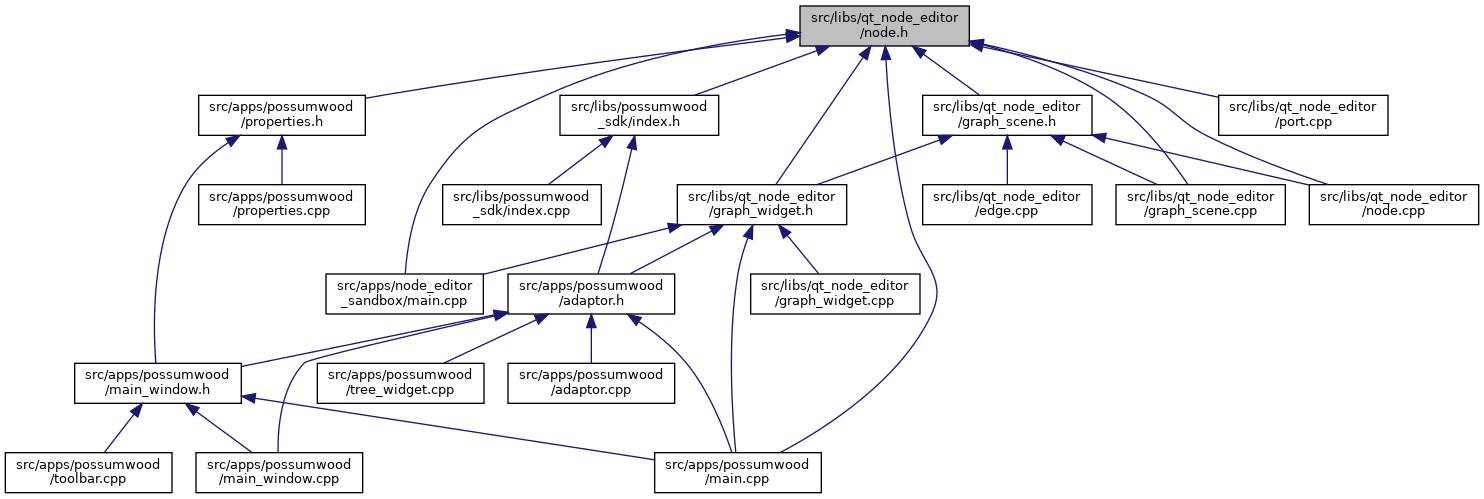 src/libs/qt_node_editor
/node.h
src/apps/possumwood
/properties.h
src/libs/possumwood
_sdk/index.h
src/libs/qt_node_editor
/graph_scene.h
src/libs/qt_node_editor
/port.cpp
src/apps/possumwood
/properties.cpp
src/libs/possumwood
_sdk/index.cpp
src/libs/qt_node_editor
/graph_widget.h
src/libs/qt_node_editor
/edge.cpp
src/libs/qt_node_editor
/graph_scene.cpp
src/libs/qt_node_editor
/node.cpp
src/apps/node_editor
_sandbox/main.cpp
src/apps/possumwood
/adaptor.h
src/libs/qt_node_editor
/graph_widget.cpp
src/apps/possumwood
/main_window.h
src/apps/possumwood
/tree_widget.cpp
src/apps/possumwood
/adaptor.cpp
src/apps/possumwood
/toolbar.cpp
src/apps/possumwood
/main_window.cpp
src/apps/possumwood
/main.cpp